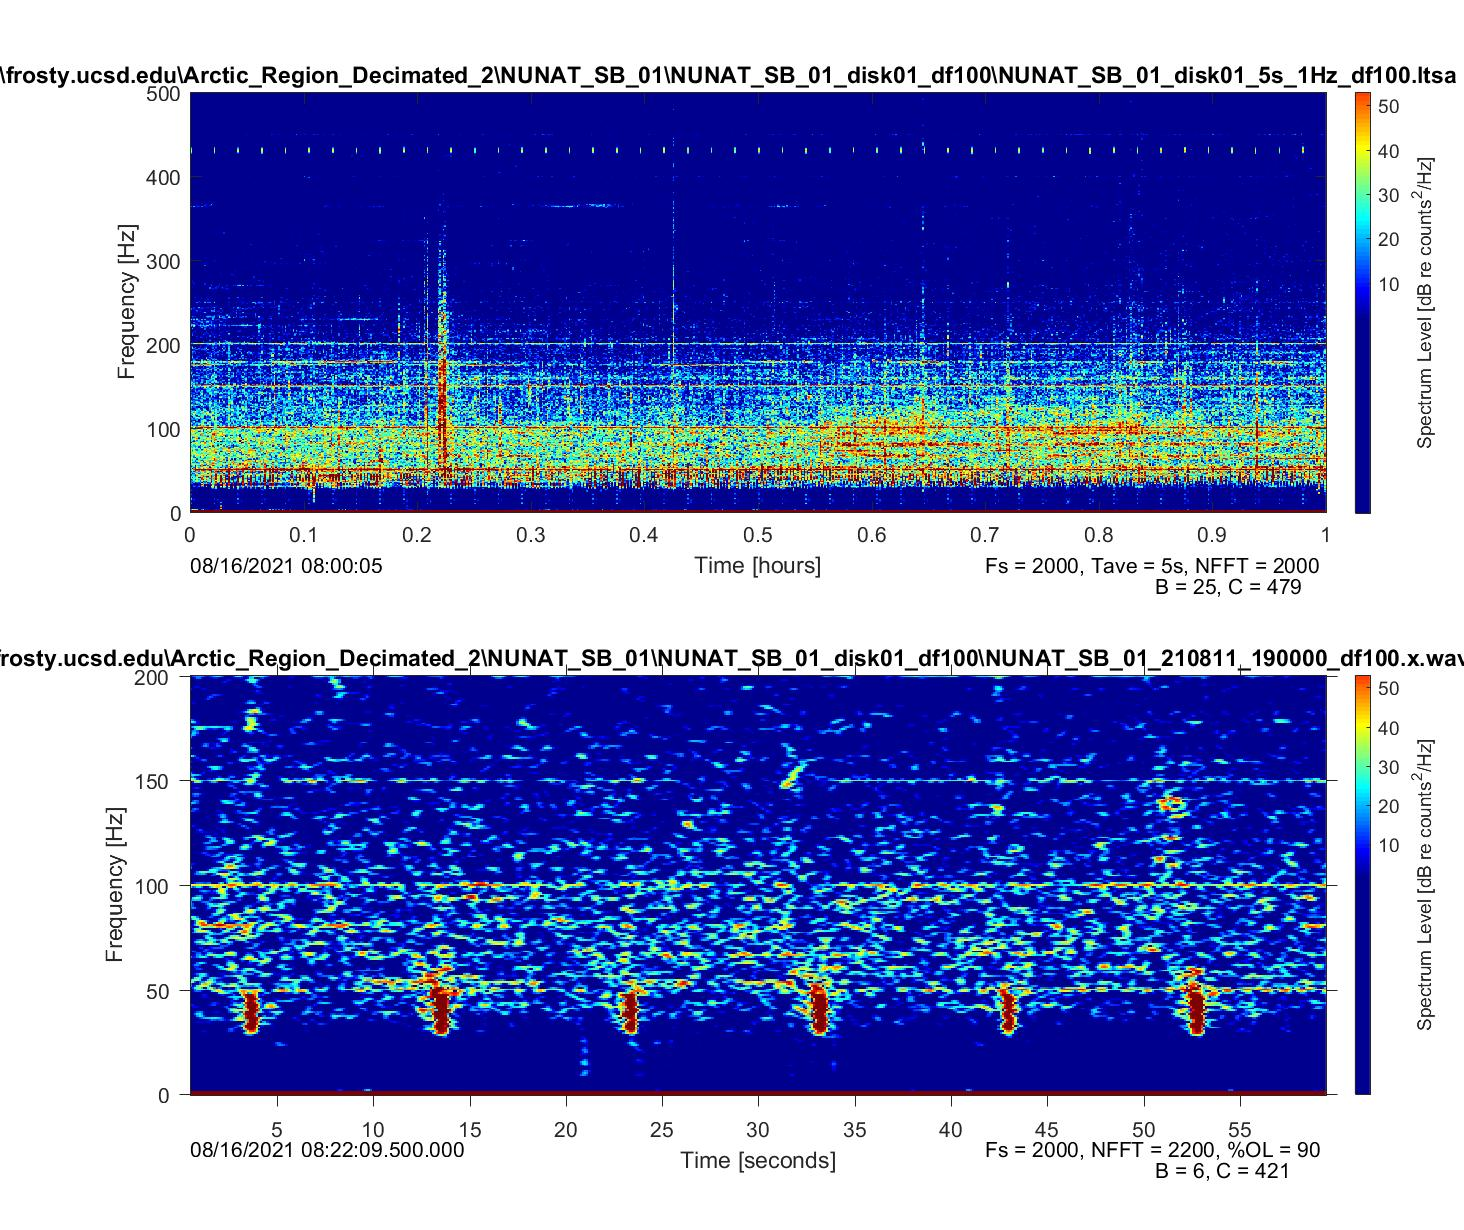 \frosty.ucsd.edu\Arctic_Region_Decimated_2\NUNAT_SB_01\NUNAT_SB_01_disk01_df100\NUNAT_SB_01_disk01_5s_1Hz_df100.ltsa
500
400
300
200
100
0
Frequency [Hz]
0 0.1 0.2 0.3 0.4 0.5 0.6 0.7 0.8 0.9 1
Time [hours]
08/16/2021 08:00:05
Fs = 2000, Tave = 5s, NFFT = 2000
B = 25, C = 479
50
40
30
20
10
Spectrum Level [dB re counts²/Hz]
frosty.ucsd.edu\Arctic_Region_Decimated_2\NUNAT_SB_01\NUNAT_SB_01_disk01_df100\NUNAT_SB_01_210811_190000_df100.x.wav
200
150
100
50
0
Frequency [Hz]
5 10 15 20 25 30 35 40 45 50 55
Time [seconds]
08/16/2021 08:22:09.500.000
Fs = 2000, NFFT = 2200, %OL = 90
B = 6, C = 421
50
40
30
20
10
Spectrum Level [dB re counts²/Hz]